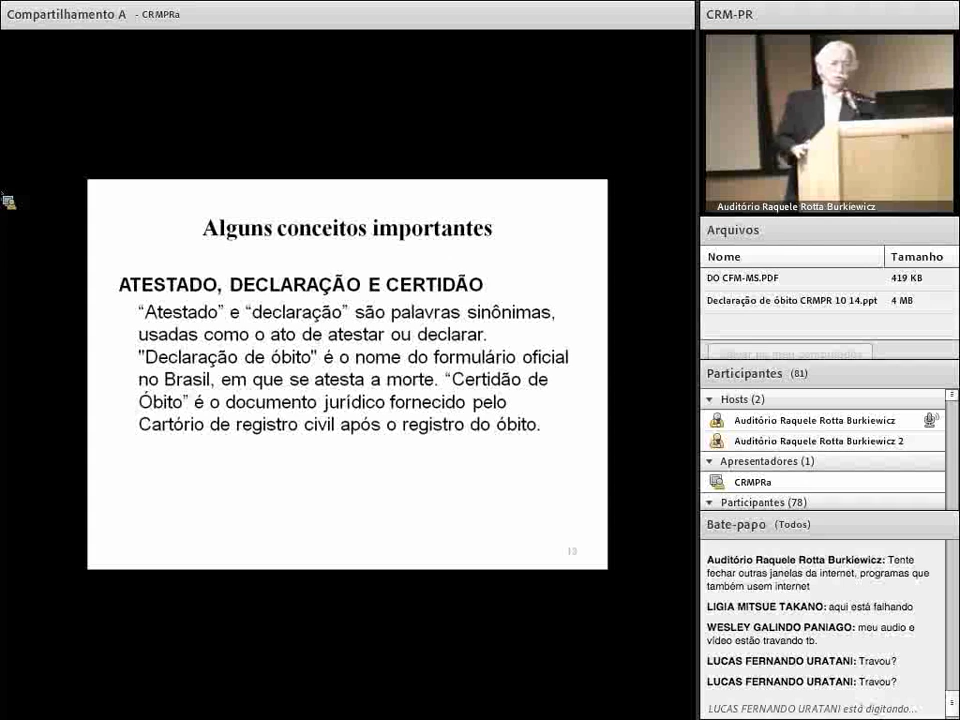 Compartilhamento A - CRMPRa
Alguns conceitos importantes
ATESTADO, DECLARAÇÃO E CERTIDÃO
“Atestado” e “declaração” são palavras sinônimas,
usadas como o ato de atestar ou declarar.
"Declaração de óbito" é o nome do formulário oficial
no Brasil, em que se atesta a morte. “Certidão de
Óbito” é o documento jurídico fornecido pelo
Cartório de registro civil após o registro do óbito.
CRM-PR
Auditório Raquele Rotta Burkiewicz
Arquivos
Nome Tamanho
DO CFM-MS.PDF 419 KB
Declaração de óbito CRMPR 10 14.ppt 4 MB
Participantes (81)
Hosts (2)
Auditório Raquele Rotta Burkiewicz
Auditório Raquele Rotta Burkiewicz 2
Apresentadores (1)
CRMPRa
Participantes (78)
Bate-papo (Todos)
Auditório Raquele Rotta Burkiewicz: Tente
fechar outras janelas da internet, programas que
também usem internet
LIGIA MITSUE TAKANO: aqui está falhando
WESLEY GALINDO PANIAGO: meu audio e
vídeo estão travando tb.
LUCAS FERNANDO URATANI: Travou?
LUCAS FERNANDO URATANI: Travou?
LUCAS FERNANDO URATANI está digitando...